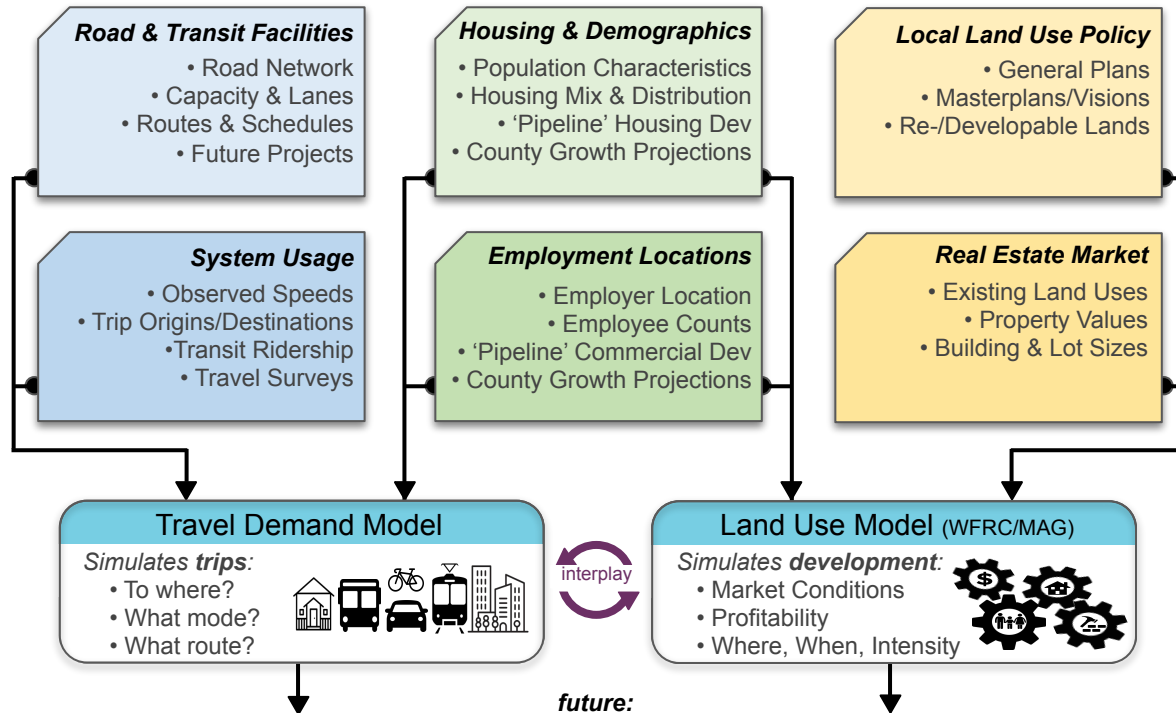 Road & Transit Facilities
• Road Network
• Capacity & Lanes
• Routes & Schedules
• Future Projects
Housing & Demographics
• Population Characteristics
• Housing Mix & Distribution
• ‘Pipeline’ Housing Dev
• County Growth Projections
Local Land Use Policy
• General Plans
• Masterplans/Visions
• Re-/Developable Lands
System Usage
• Observed Speeds
• Trip Origins/Destinations
•Transit Ridership
• Travel Surveys
Employment Locations
• Employer Location
• Employee Counts
• ‘Pipeline’ Commercial Dev
• County Growth Projections
Real Estate Market
• Existing Land Uses
• Property Values
• Building & Lot Sizes
Travel Demand Model
Simulates trips:
• To where?
• What mode?
• What route?
interplay
Land Use Model (WFRC/MAG)
Simulates development:
• Market Conditions
• Profitability
• Where, When, Intensity
$
future: